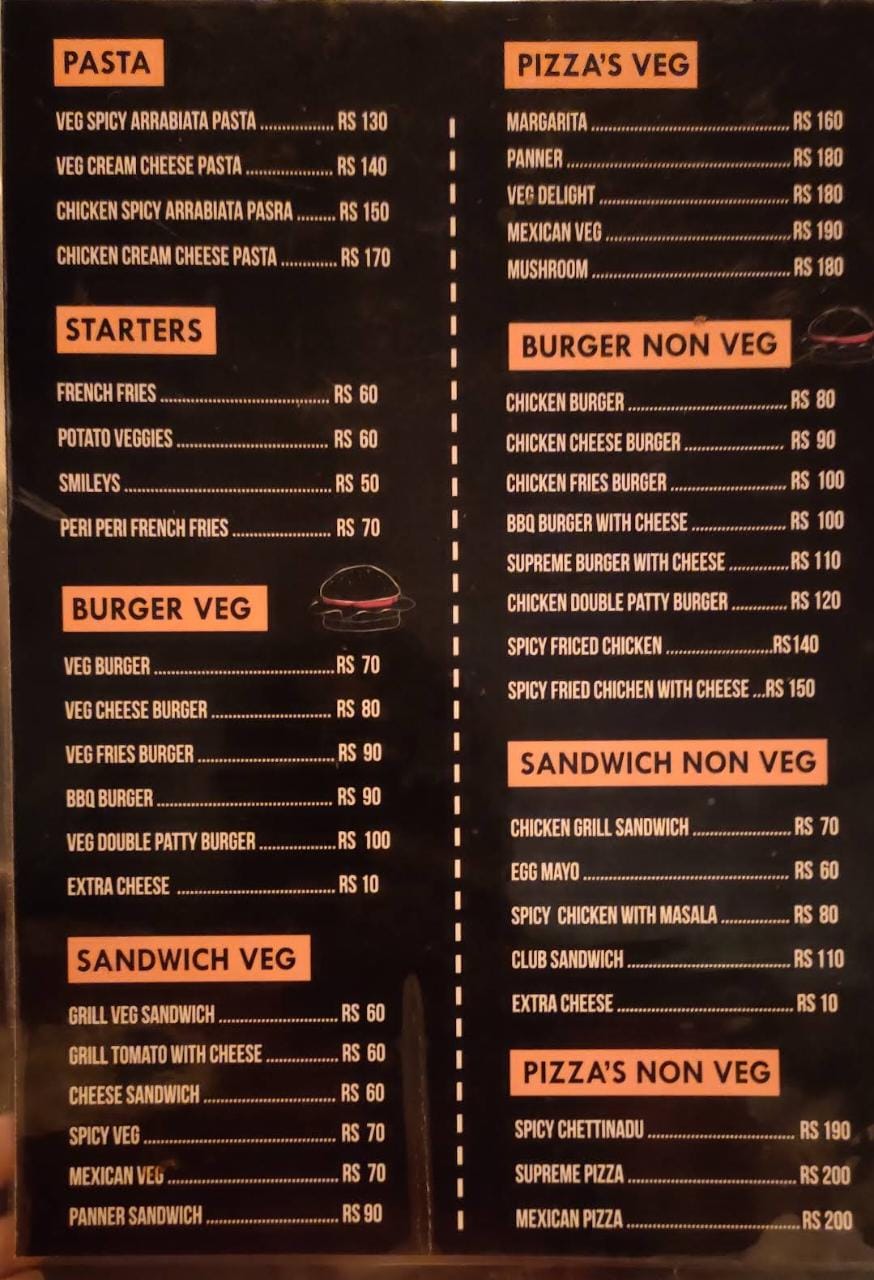 PASTA
VEG SPICY ARRABIATA PASTA ................ RS 130
VEG CREAM CHEESE PASTA ................... RS 140
CHICKEN SPICY ARRABIATA PASRA ......... RS 150
CHICKEN CREAM CHEESE PASTA ............ RS 170
STARTERS
FRENCH FRIES ..................................... RS 60
POTATO VEGGIES ................................. RS 60
SMILEYS ............................................. RS 50
PERI PERI FRENCH FRIES ..................... RS 70
BURGER VEG
VEG BURGER ....................................... RS 70
VEG CHEESE BURGER .......................... RS 80
VEG FRIES BURGER .............................. RS 90
BBQ BURGER ...................................... RS 90
VEG DOUBLE PATTY BURGER ................. RS 100
EXTRA CHEESE ................................... RS 10
SANDWICH VEG
GRILL VEG SANDWICH .......................... RS 60
GRILL TOMATO WITH CHEESE ................ RS 60
CHEESE SANDWICH ............................. RS 60
SPICY VEG .......................................... RS 70
MEXICAN VEG ..................................... RS 70
PANNER SANDWICH ............................. RS 90
PIZZA'S VEG
MARGARITA ........................................... RS 160
PANNER ................................................ RS 180
VEG DELIGHT ......................................... RS 180
MEXICAN VEG ........................................ RS 190
MUSHROOM ........................................... RS 180
BURGER NON VEG
CHICKEN BURGER ................................... RS 80
CHICKEN CHEESE BURGER ...................... RS 90
CHICKEN FRIES BURGER .......................... RS 100
BBQ BURGER WITH CHEESE ..................... RS 100
SUPREME BURGER WITH CHEESE ............. RS 110
CHICKEN DOUBLE PATTY BURGER ............ RS 120
SPICY FRICED CHICKEN .......................RS140
SPICY FRIED CHICHEN WITH CHEESE ...RS 150
SANDWICH NON VEG
CHICKEN GRILL SANDWICH ..................... RS 70
EGG MAYO ............................................. RS 60
SPICY CHICKEN WITH MASALA ............... RS 80
CLUB SANDWICH .................................... RS 110
EXTRA CHEESE ...................................... RS 10
PIZZA'S NON VEG
SPICY CHETTINADU ................................ RS 190
SUPREME PIZZA ..................................... RS 200
MEXICAN PIZZA ...................................... RS 200